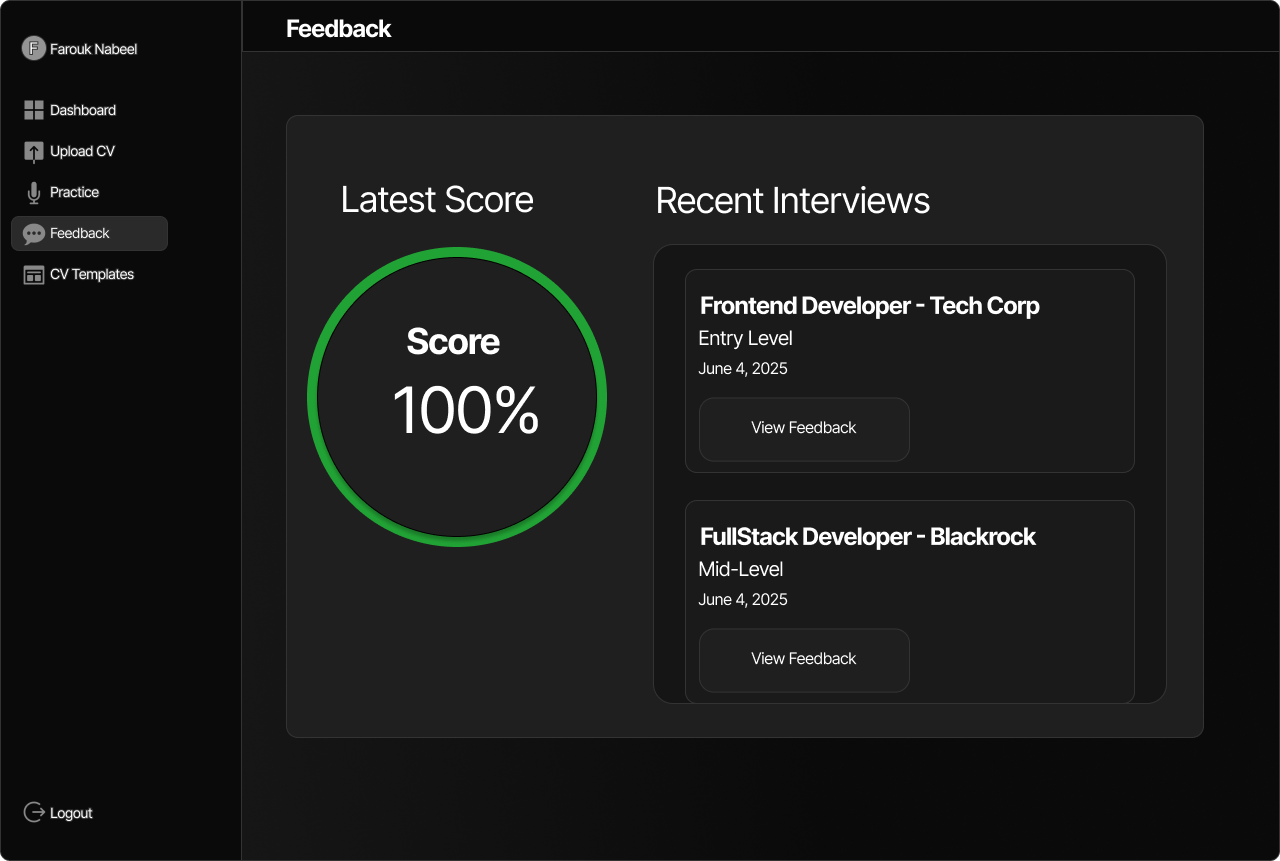 Feedback
F Farouk Nabeel
Dashboard
Upload CV
Practice
Feedback
CV Templates
Logout
Latest Score
Score
100%
Recent Interviews
Frontend Developer - Tech Corp
Entry Level
June 4, 2025
View Feedback
FullStack Developer - Blackrock
Mid-Level
June 4, 2025
View Feedback